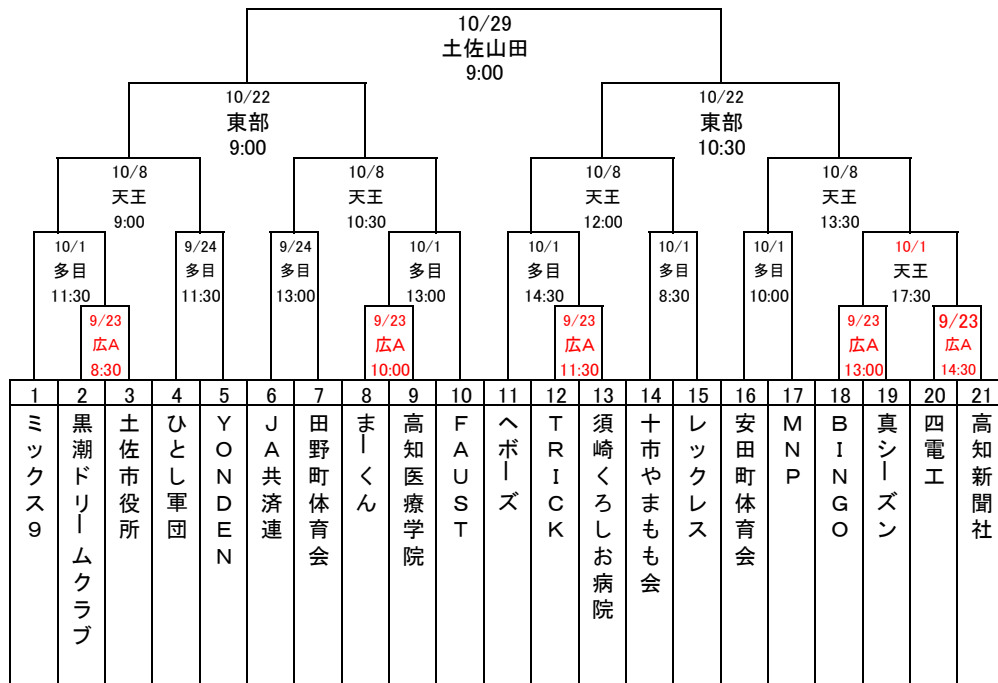 10/29
土佐山田
9:00
10/22
東部
9:00
10/22
東部
10:30
10/8
天王
9:00
10/8
天王
10:30
10/8
天王
12:00
10/8
天王
13:30
10/1
多目
11:30
9/24
多目
11:30
9/24
多目
13:00
10/1
多目
13:00
10/1
多目
14:30
10/1
多目
8:30
10/1
多目
10:00
10/1
天王
17:30
9/23
広A
8:30
9/23
広A
10:00
9/23
広A
11:30
9/23
広A
13:00
9/23
広A
14:30
1
ミックス9
2
黒潮ドリームクラブ
3
土佐市役所
4
ひとし軍団
5
YONDEN
6
JA共済連
7
田野町体育会
8
まーくん
9
高知医療学院
10
FAUST
11
ヘボーズ
12
TRICK
13
須崎くろしお病院
14
十市やまもも会
15
レックレス
16
安田町体育会
17
MNP
18
BINGO
19
真シーズン
20
四電工
21
高知新聞社